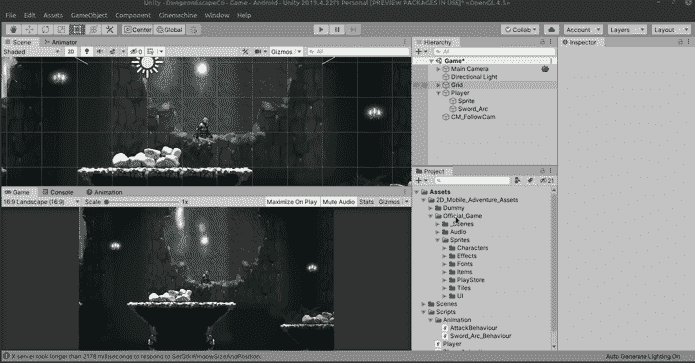 Unity - DungeonEscapeCo - Game - Android - Unity 2019.4.22f1 Personal [PREVIEW PACKAGES IN USE]* <OpenGL 4.5>
File Edit Assets GameObject Component Cinemachine Window Help
Center Global Collab Account Layers Layout
Scene Animator
Shaded 2D Gizmos All
Hierarchy
All
Game*
Main Camera
Directional Light
Grid
Player
Sprite
Sword_Arc
CM_FollowCam
Inspector
Game Console Animation
16:9 Landscape (16:9) Scale 1x Maximize On Play Mute Audio Stats Gizmos
Project
21
Assets
2D_Mobile_Adventure_Assets
Dummy
Official_Game
_Scenes
Audio
Sprites
Characters
Effects
Fonts
Items
PlayStore
Tiles
UI
Scenes
Scripts
Animation
AttackBehaviour
Sword_Arc_Behaviour
Player
X server took longer than 2178 milliseconds to respond to SetGtkWindowSizeAndPosition.
Auto Generate Lighting On